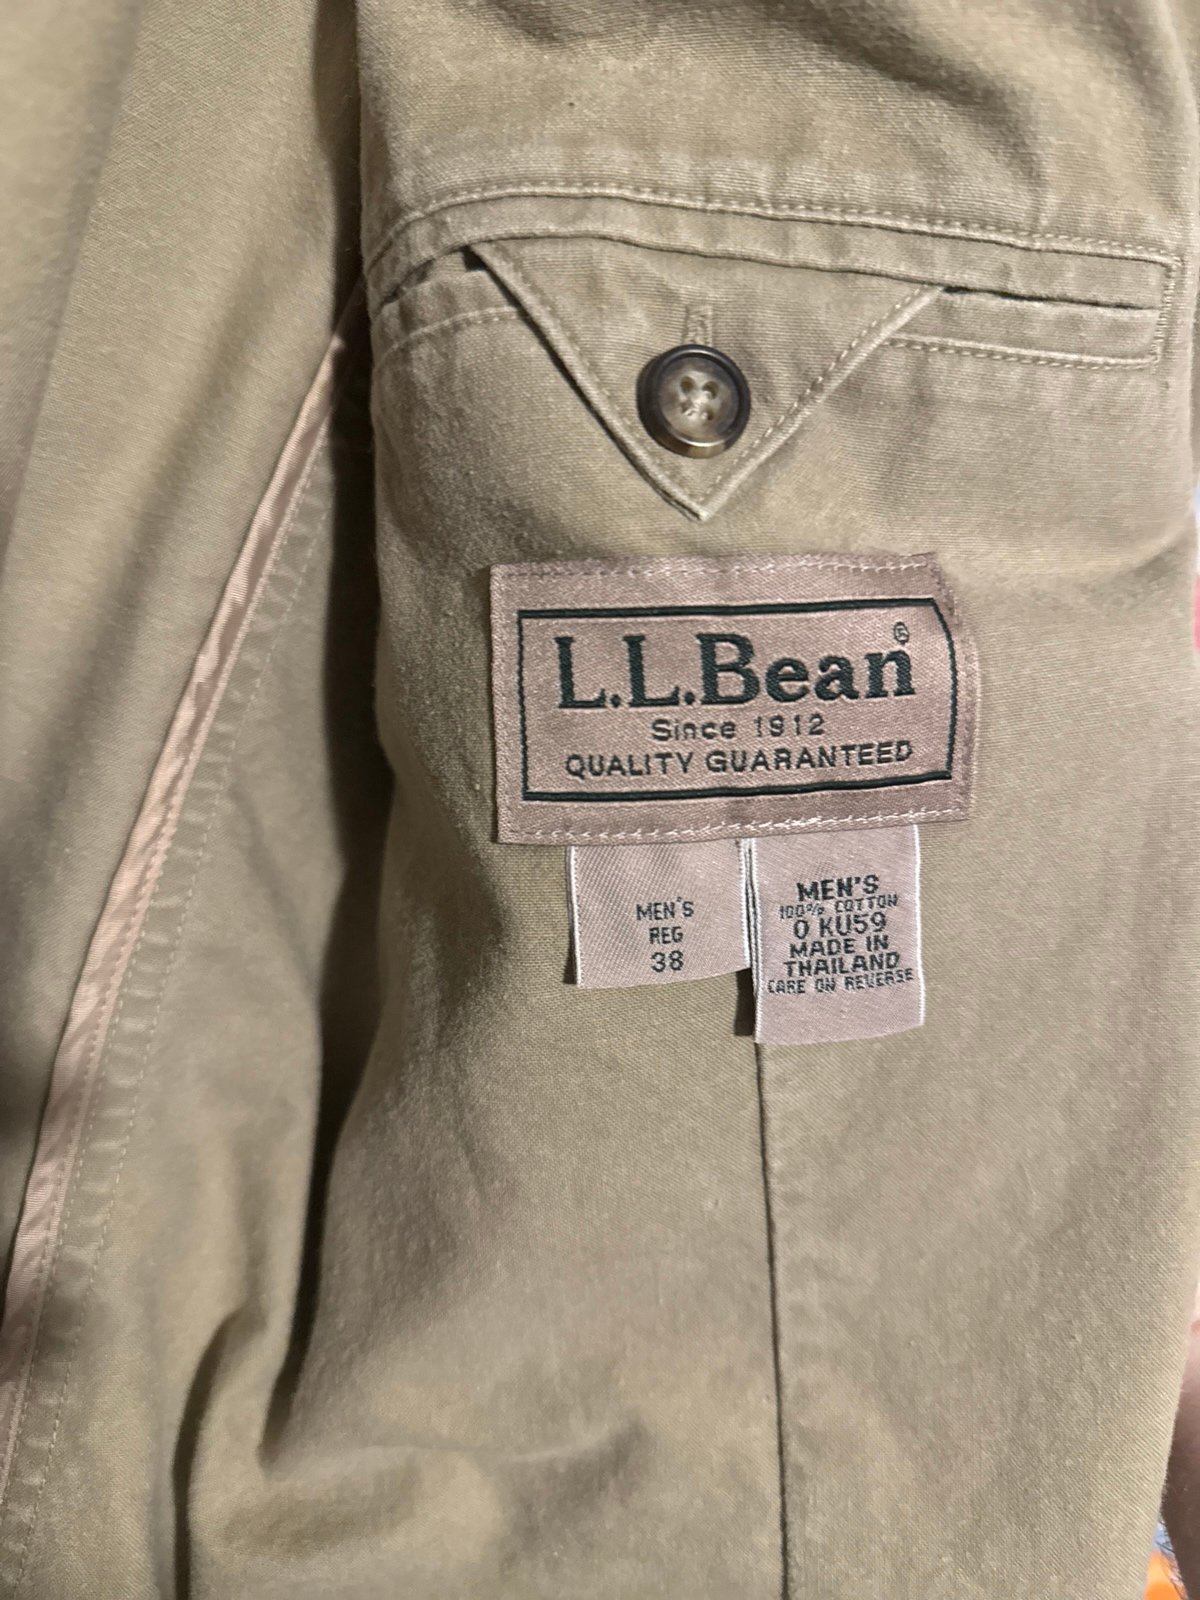 L.L.Bean®
Since 1912
QUALITY GUARANTEED
MEN'S
REG
38
MEN'S
100% COTTON
0 KU59
MADE IN
THAILAND
CARE ON REVERSE